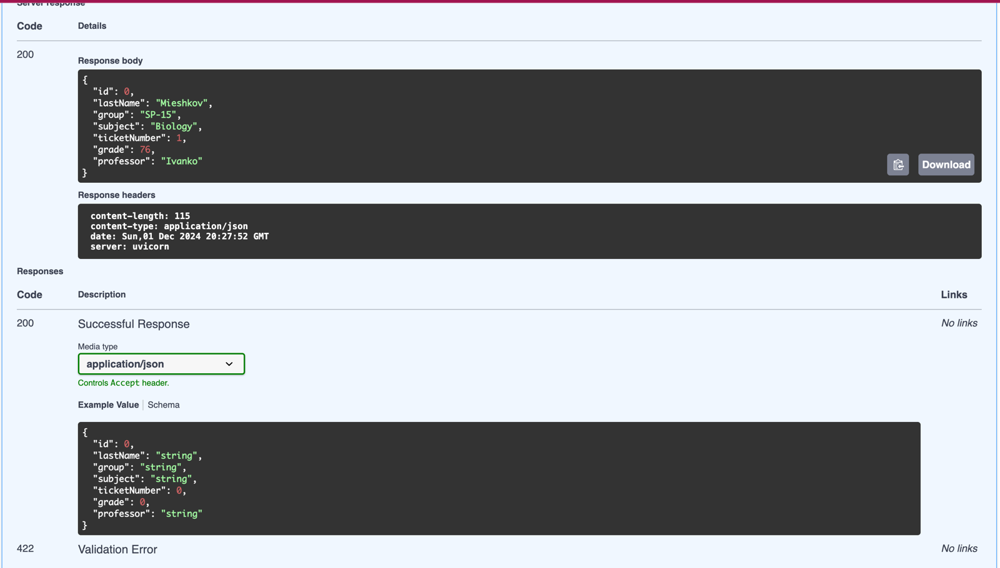 Server response
Code Details
200
Response body
{
  "id": 0,
  "lastName": "Mieshkov",
  "group": "SP-15",
  "subject": "Biology",
  "ticketNumber": 1,
  "grade": 76,
  "professor": "Ivanko"
}
Download
Response headers
content-length: 115
content-type: application/json
date: Sun,01 Dec 2024 20:27:52 GMT
server: uvicorn
Responses
Code Description Links
200 Successful Response No links
Media type
application/json
Controls Accept header.
Example Value Schema
{
  "id": 0,
  "lastName": "string",
  "group": "string",
  "subject": "string",
  "ticketNumber": 0,
  "grade": 0,
  "professor": "string"
}
422 Validation Error No links